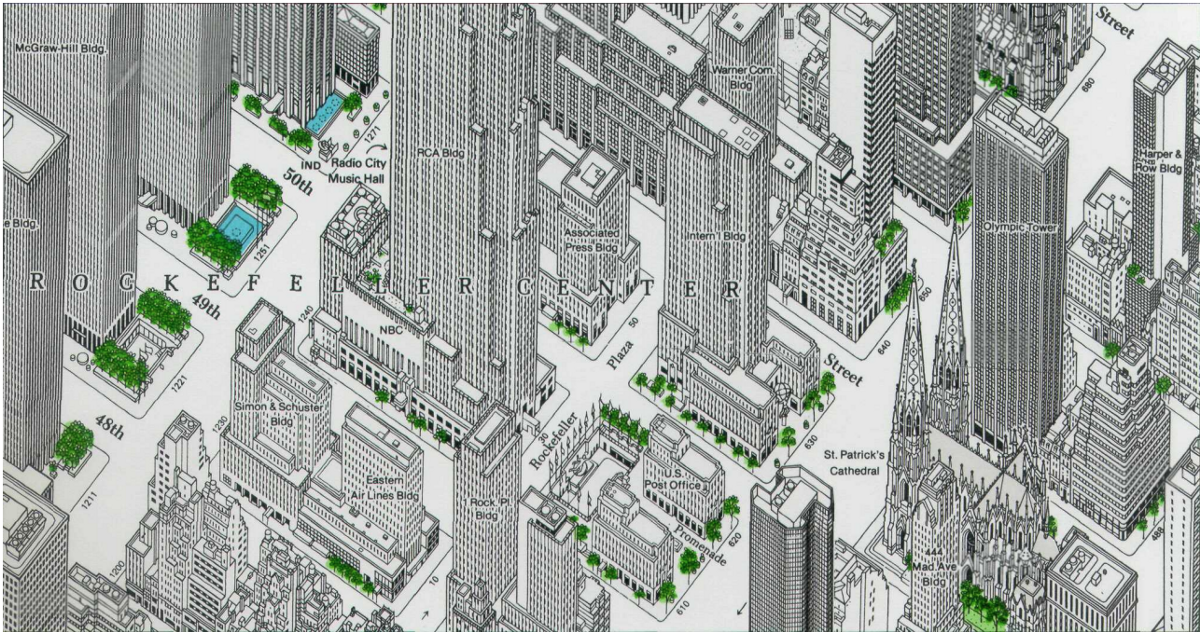 Street
McGraw-Hill Bldg.
Warner Com.
Bldg
680
1271
RCA Bldg
IND
Radio City
Music Hall
Harper &
Row Bldg
50th
e Bldg.
Associated
Press Bldg
Intern'l Bldg
Olympic Tower
1251
ROCKEFELLER CENTER
650
49th
1240
NBC
50
640
Plaza
Street
1221
Simon & Schuster
Bldg
48th
1230
30
Rockefeller
630
St. Patrick's
Cathedral
U.S.
Post Office
Eastern
Air Lines Bldg
1211
Rock. Pl
Bldg
Promenade
620
444
Mad. Ave
Bldg
1200
10
610